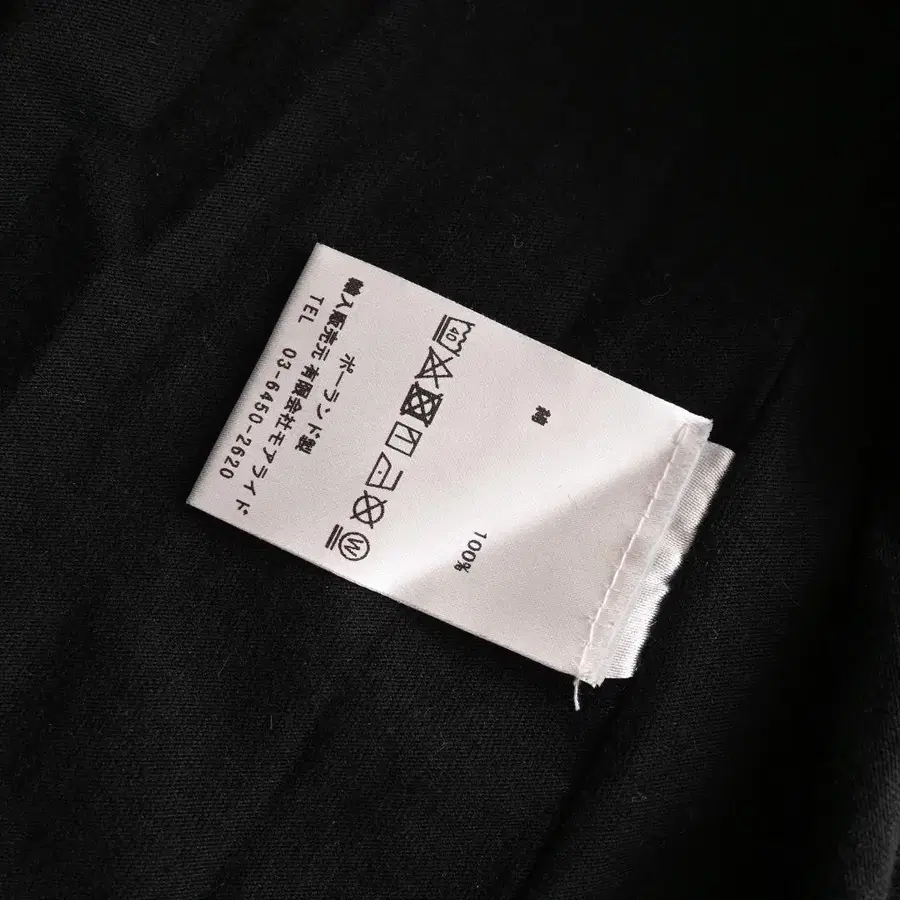 綿 100%
40
W
ポーランド製
輸入販売元 有限会社モアライド
TEL 03-6450-2620